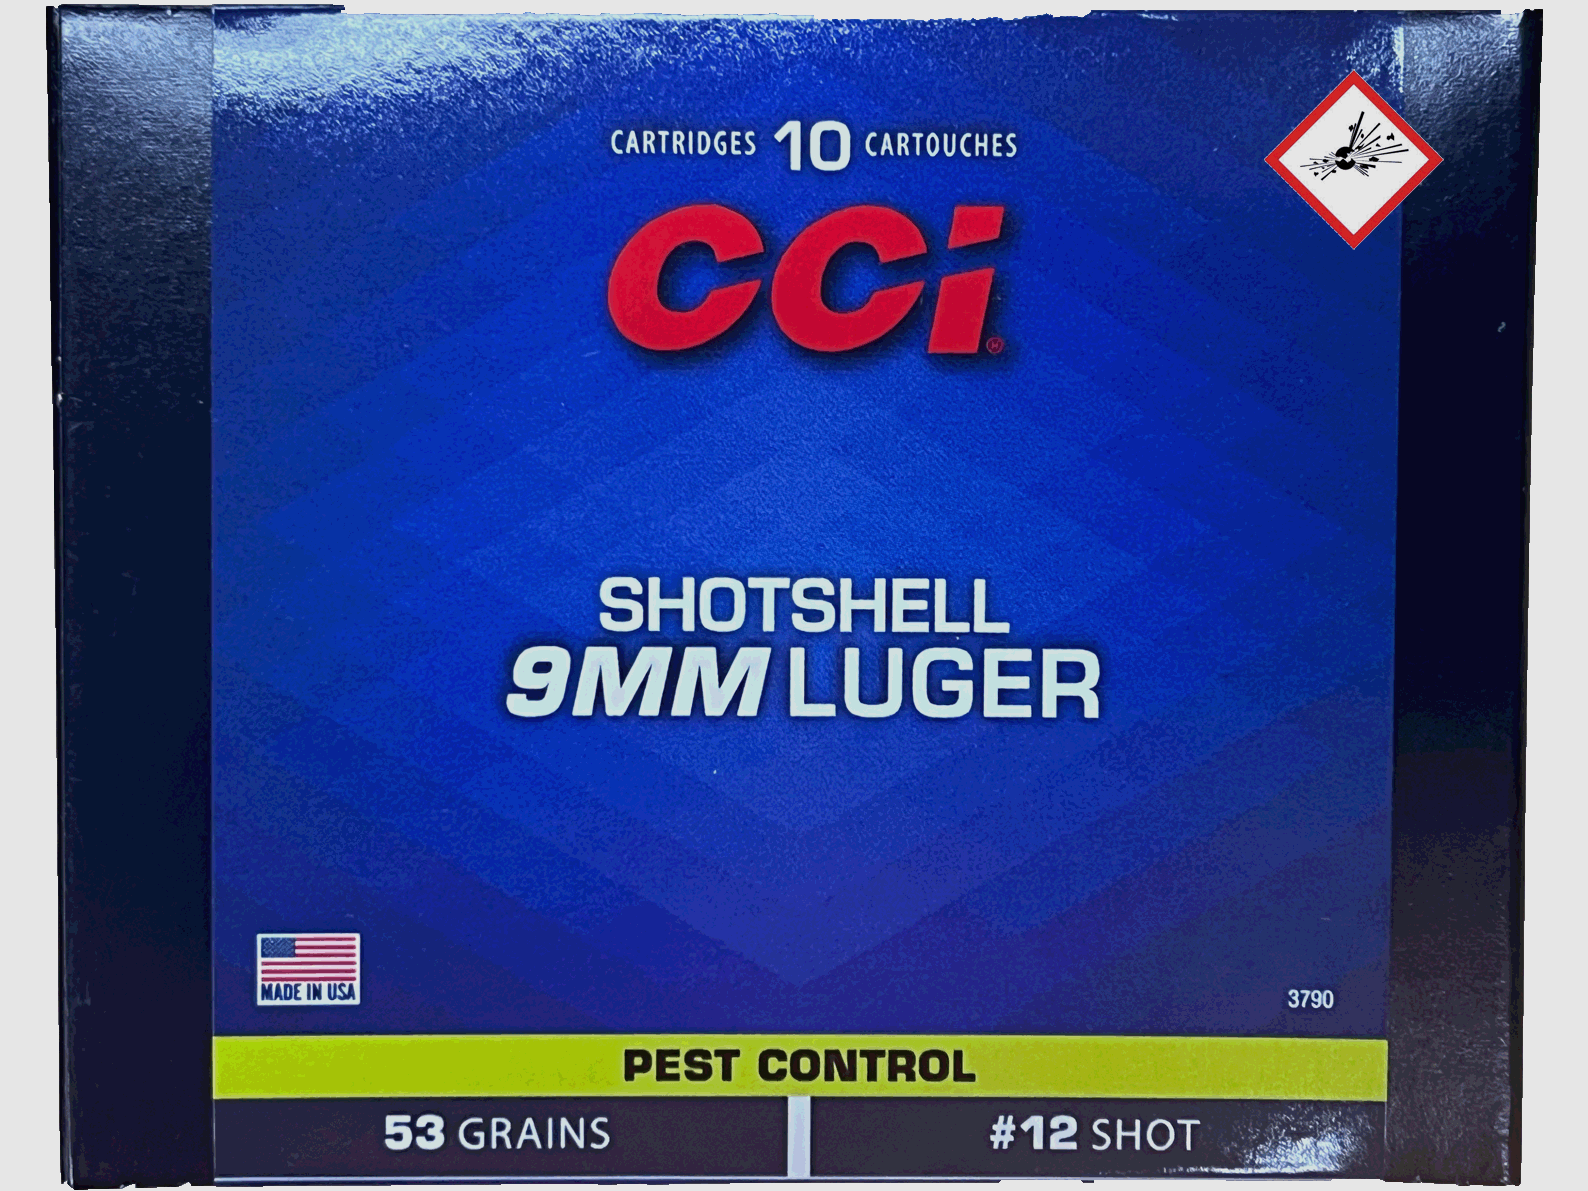 CARTRIDGES 10 CARTOUCHES
CCI®
SHOTSHELL
9MM LUGER
MADE IN USA
3790
PEST CONTROL
53 GRAINS
#12 SHOT